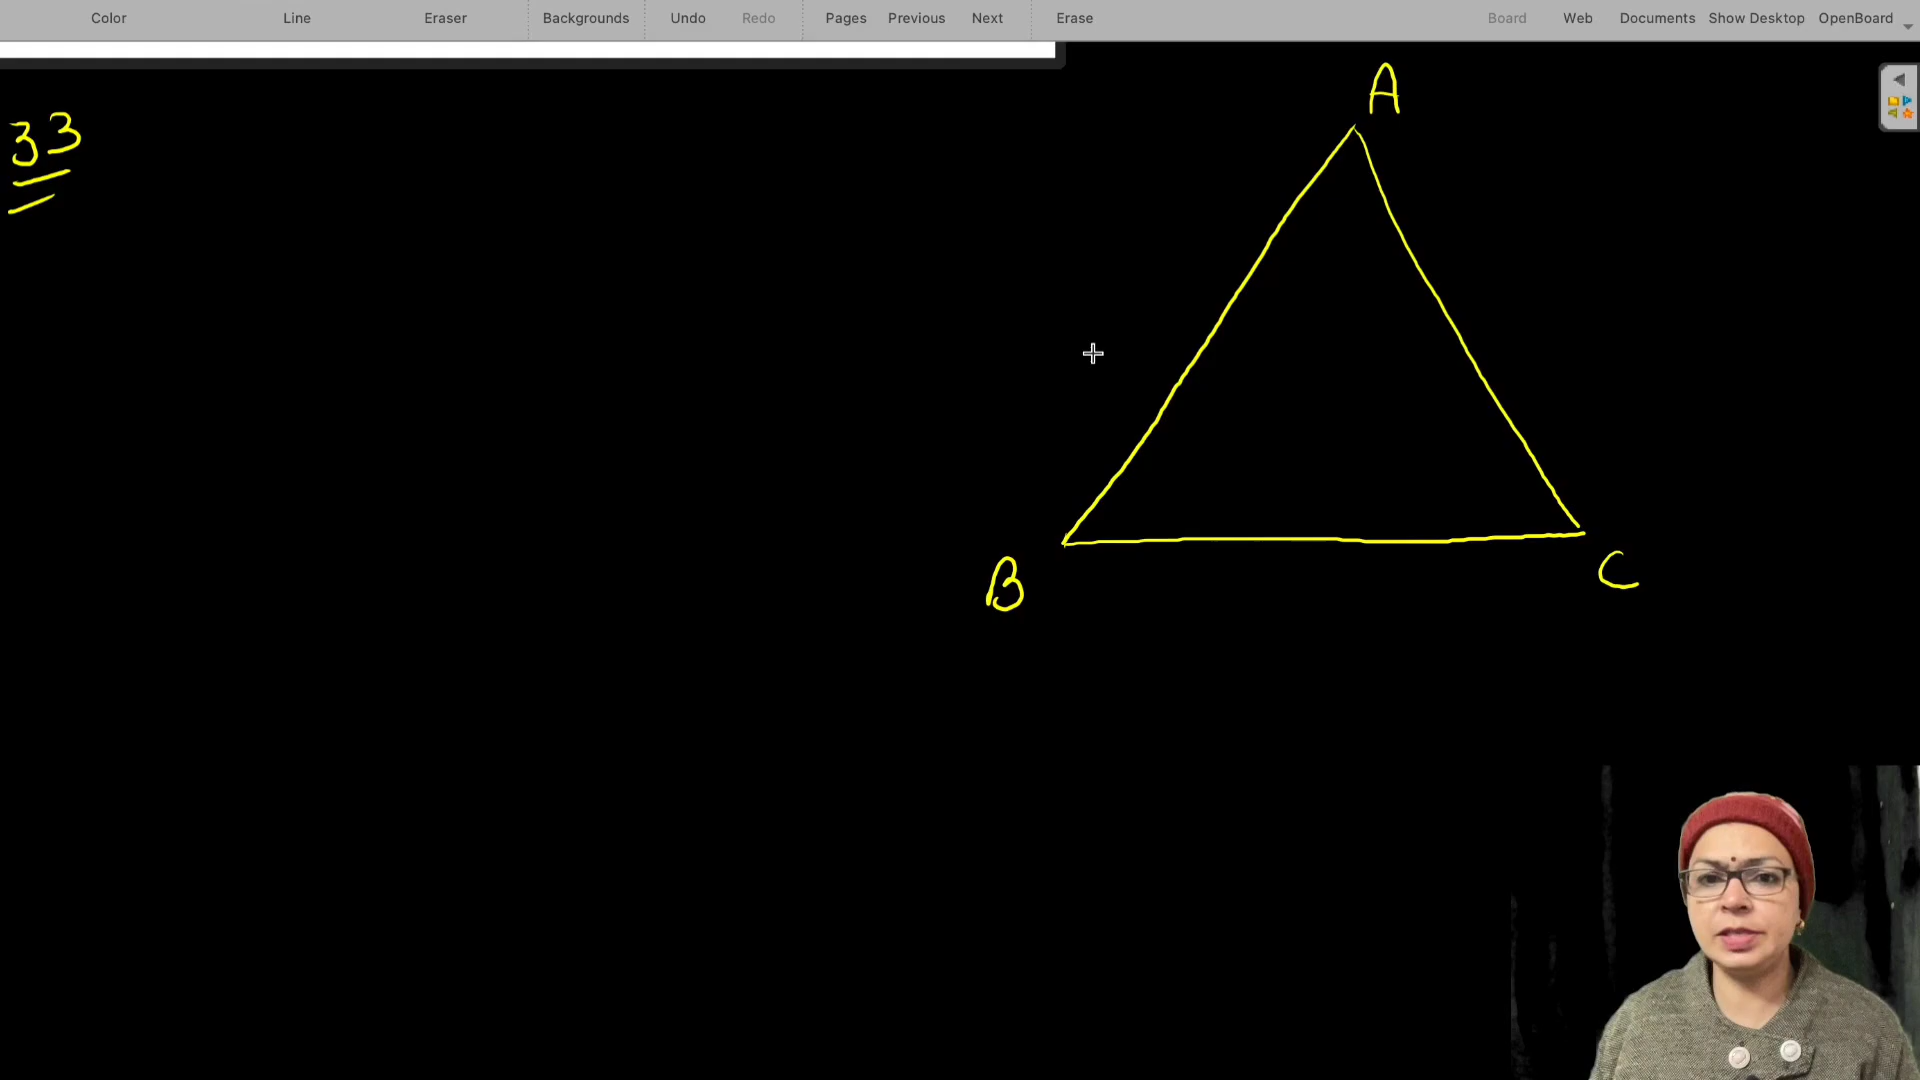 Color Line Eraser Backgrounds Undo Redo Pages Previous Next Erase Board Web Documents Show Desktop OpenBoard
A
33
B
C